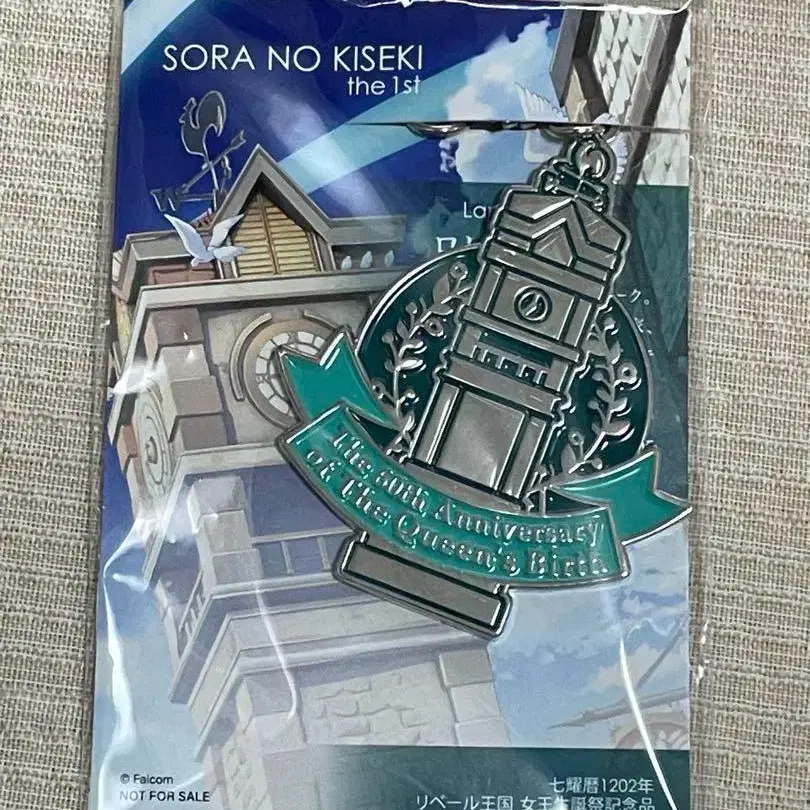 SORA NO KISEKI
the 1st
The 60th Anniversary
of The Queen's Birth
© Falcom
NOT FOR SALE
七耀暦1202年
リベール王国 女王生誕祭記念品